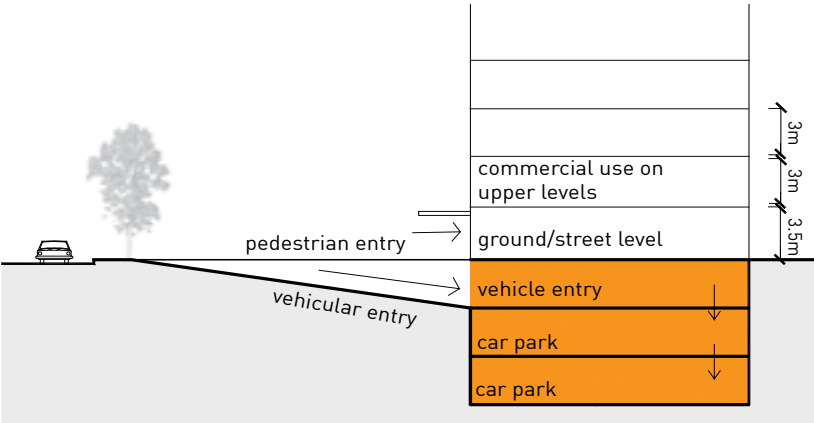 3m
commercial use on
upper levels
3m
pedestrian entry
ground/street level
3.5m
vehicular entry
vehicle entry
car park
car park